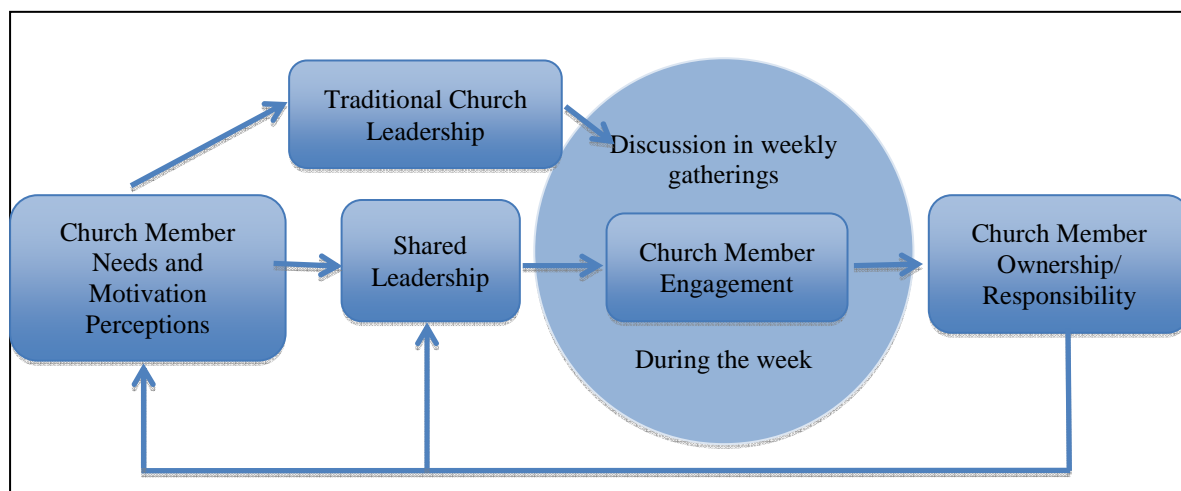 Traditional Church
Leadership
Discussion in weekly
gatherings
Church Member
Needs and
Motivation
Perceptions
Shared
Leadership
Church Member
Engagement
Church Member
Ownership/
Responsibility
During the week